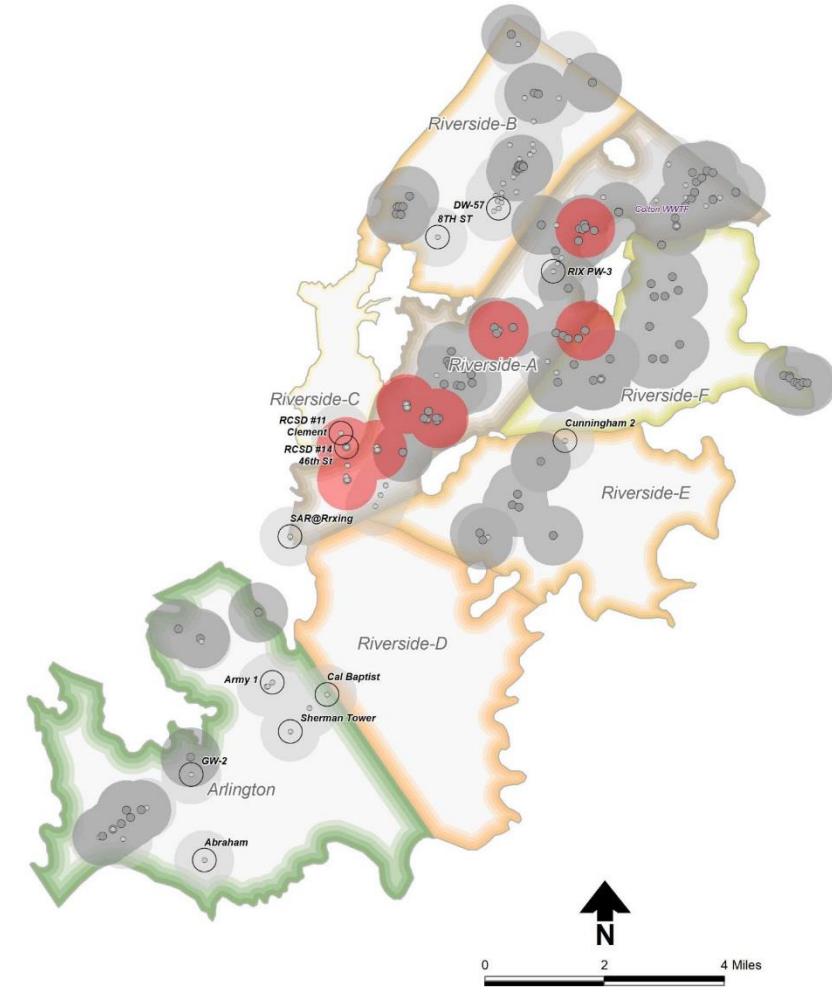 Riverside-B
Colton WWTF
DW-57
8TH ST
RIX PW-3
Riverside-A
Riverside-F
Riverside-C
RCSD #11
Clement
RCSD #14
46th St
Cunningham 2
Riverside-E
SAR@Rrxing
Riverside-D
Army 1
Cal Baptist
Sherman Tower
GW-2
Arlington
Abraham
N
0 2 4 Miles